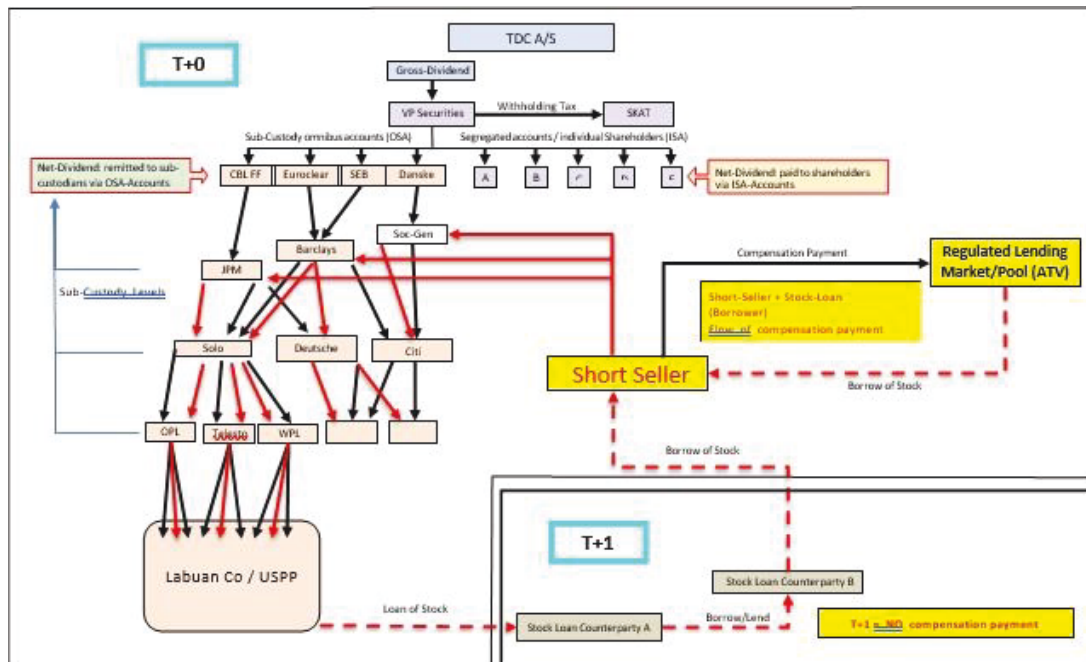 TDC A/S
T+0
Gross-Dividend
VP Securities
Withholding Tax
SKAT
Sub-Custody omnibus accounts (OSA)
Segregated accounts / individual Shareholders (ISA)
Net-Dividend: remitted to sub-
custodians via OSA-Accounts
CBL FF
Euroclear
SEB
Danske
A
B
Net-Dividend: paid to shareholders
via ISA-Accounts
Soc-Gen
Barclays
JPM
Compensation Payment
Regulated Lending
Market/Pool (ATV)
Sub-Custody Levels
Short-Seller + Stock-Loan
(Borrower)
Flow of compensation payment
Solo
Deutsche
Citi
Short Seller
Borrow of Stock
OPL
Telesto
WPL
Borrow of Stock
T+1
Labuan Co / USPP
Stock Loan Counterparty B
Loan of Stock
Stock Loan Counterparty A
Borrow/Lend
T+1 = NO compensation payment